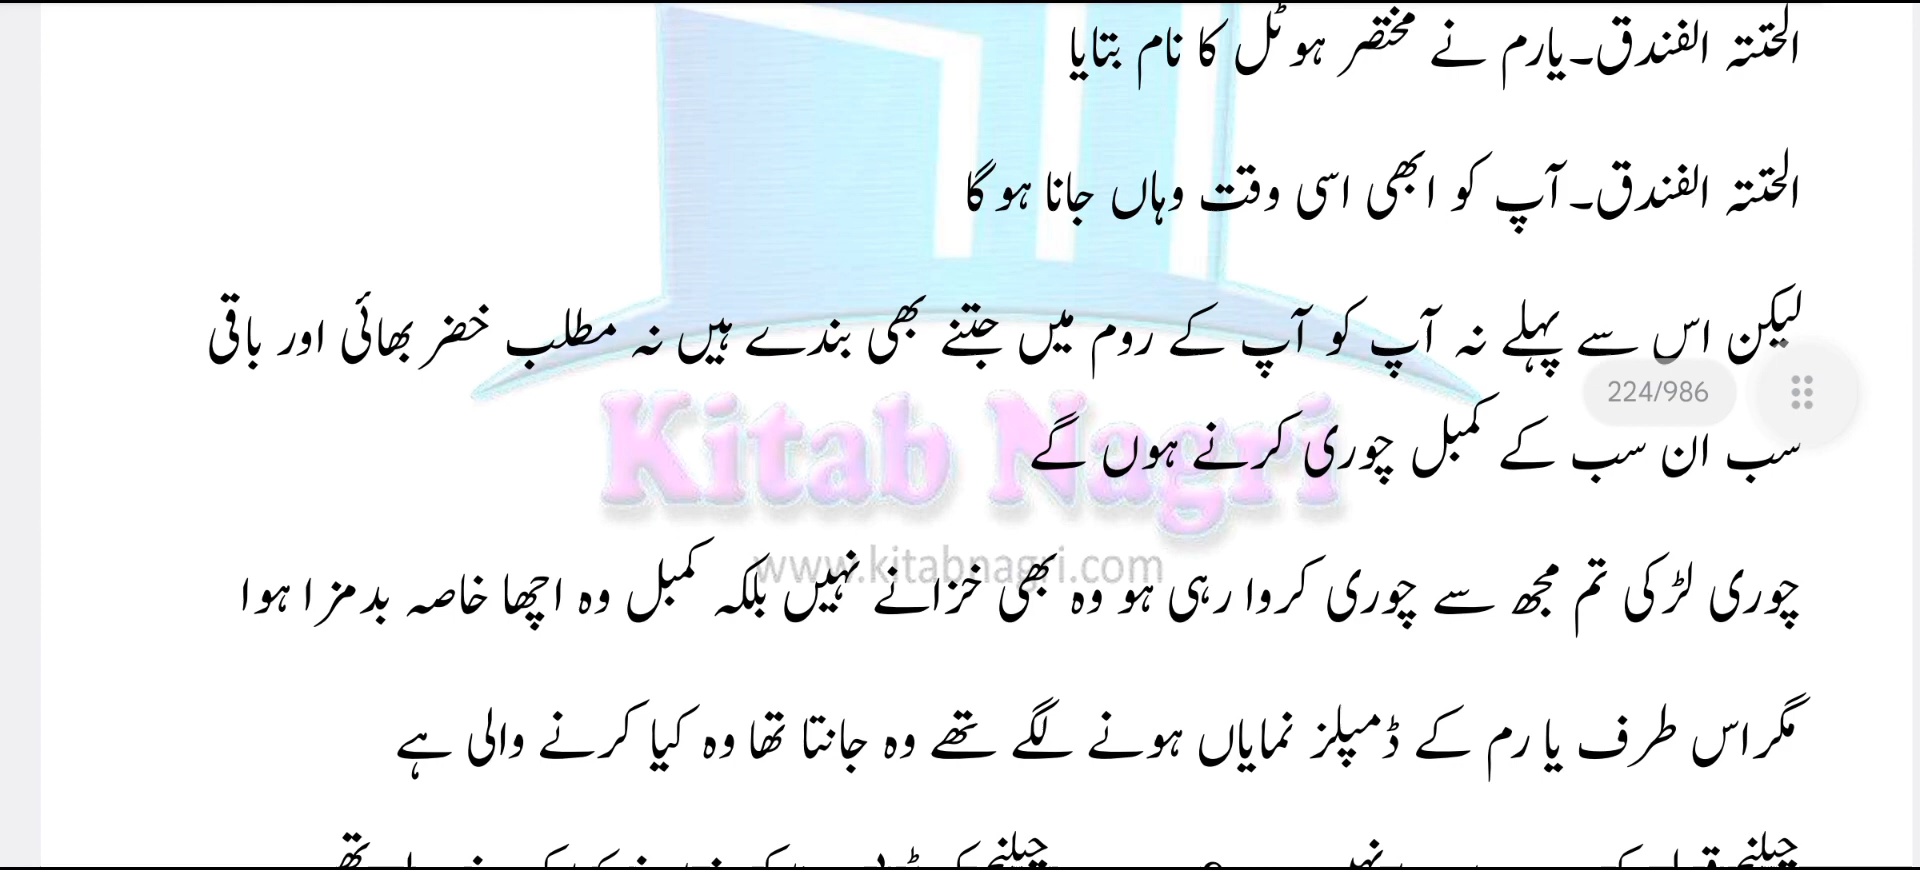 الحتتہ الفندق۔یارم نے مختصر ہوٹل کا نام بتایا
الحتتہ الفندق۔آپ کو ابھی اسی وقت وہاں جانا ہوگا
لیکن اس سے پہلے نہ آپ کو آپ کے روم میں جتنے بھی بندے ہیں نہ مطلب خضر بھائی اور باقی
224/986
سب ان سب کے کمبل چوری کرنے ہوں گے
Kitab Nagri
www.kitabnagri.com
چوری لڑکی تم مجھ سے چوری کروا رہی ہو وہ بھی خزانے نہیں بلکہ کمبل وہ اچھا خاصہ بدمزا ہوا
مگر اس طرف یارم کے ڈمپلز نمایاں ہونے لگے تھے وہ جانتا تھا وہ کیا کرنے والی ہے